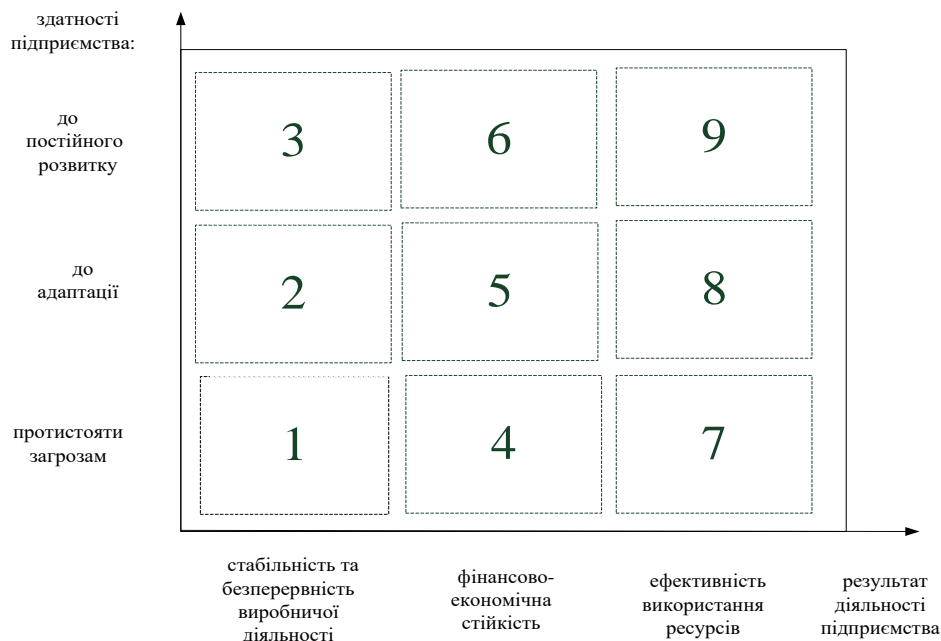 здатності
підприємства:
до
постійного
розвитку
3
6
9
до
адаптації
2
5
8
протистояти
загрозам
1
4
7
стабільність та
безперервність
виробничої
діяльності
фінансово-
економічна
стійкість
ефективність
використання
ресурсів
результат
діяльності
підприємства